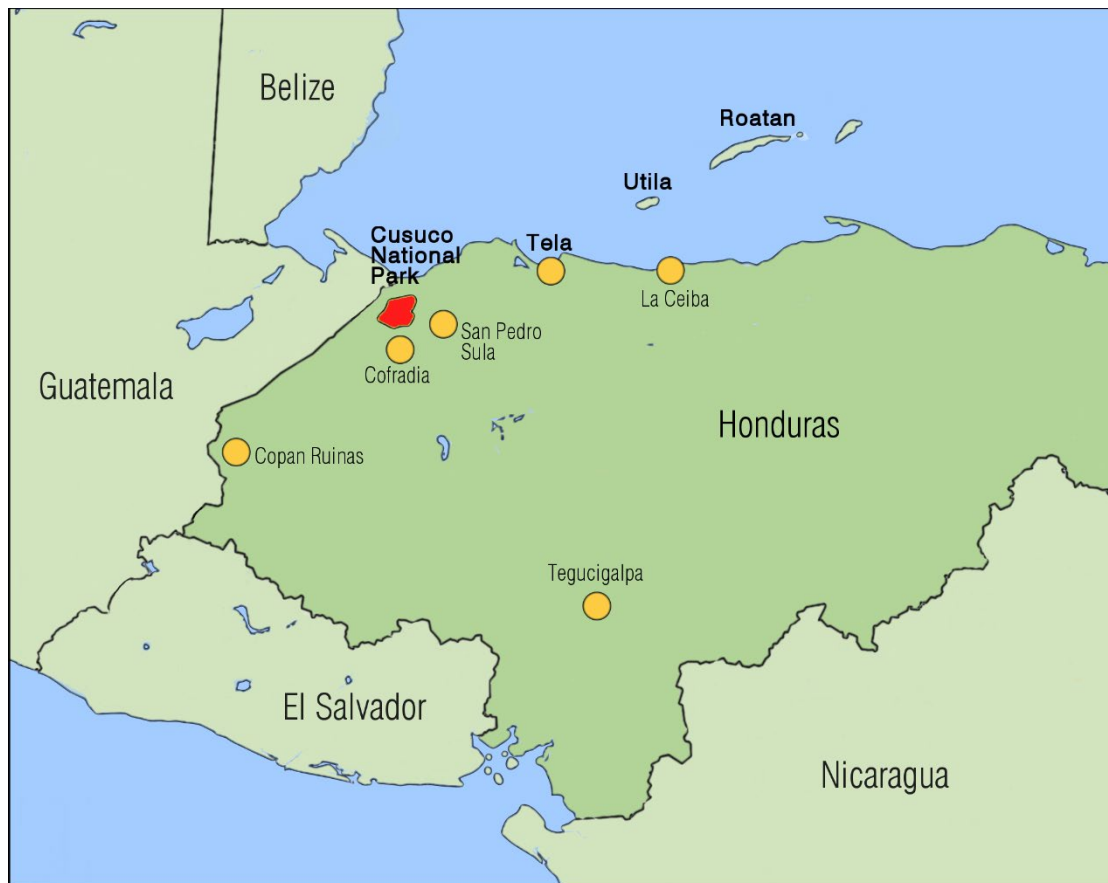 Belize
Roatan
Utila
Cusuco
National
Park
Tela
La Ceiba
San Pedro
Sula
Cofradia
Guatemala
Honduras
Copan Ruinas
Tegucigalpa
El Salvador
Nicaragua